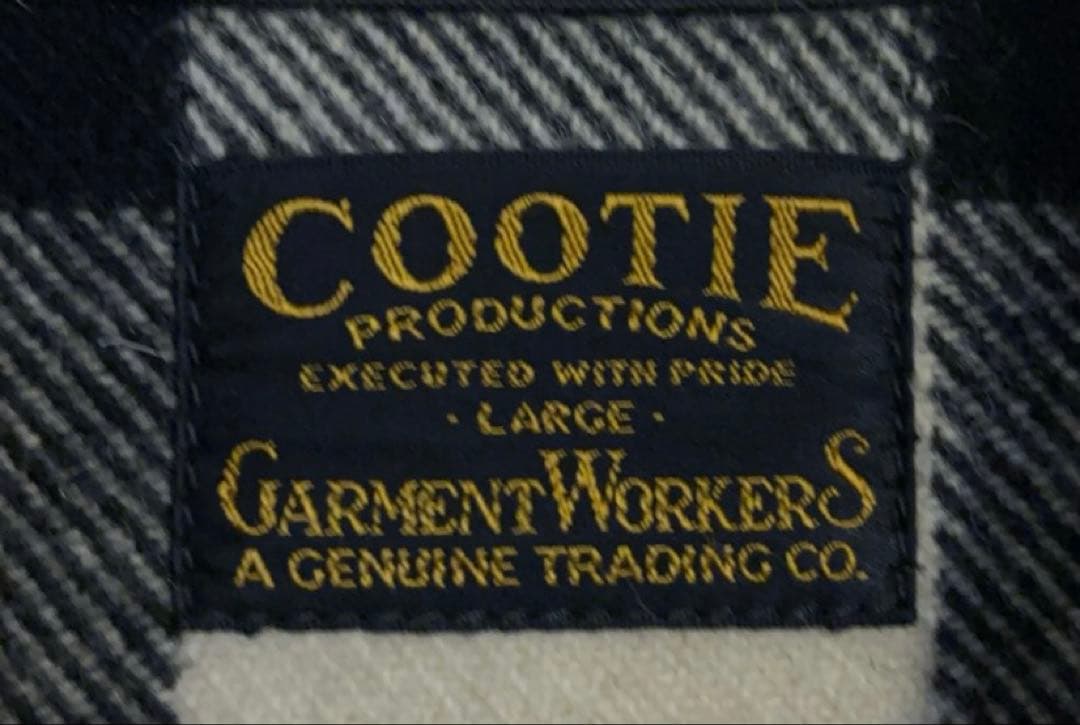 COOTIE
PRODUCTIONS
EXECUTED WITH PRIDE
· LARGE ·
GARMENTWORKERS
A GENUINE TRADING CO.